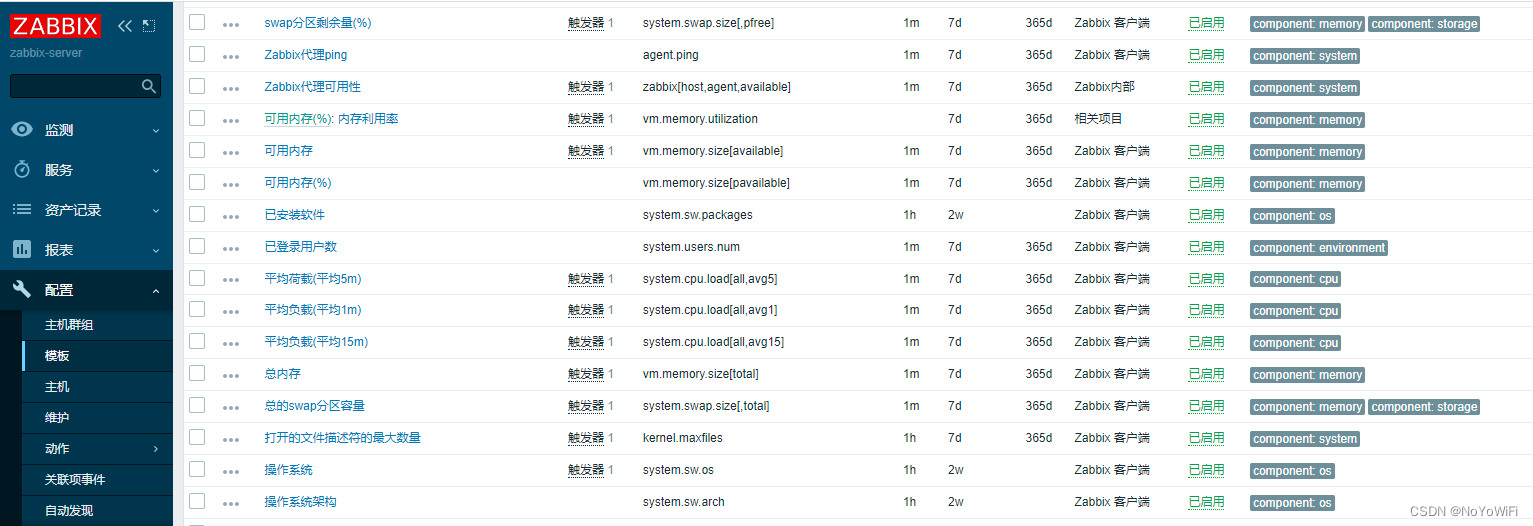 ZABBIX
zabbix-server
监测
服务
资产记录
报表
配置
主机群组
模板
主机
维护
动作
关联项事件
自动发现
swap分区剩余量(%) 触发器 1 system.swap.size[,pfree] 1m 7d 365d Zabbix 客户端 已启用 component: memory component: storage
Zabbix代理ping agent.ping 1m 7d 365d Zabbix 客户端 已启用 component: system
Zabbix代理可用性 触发器 1 zabbix[host,agent,available] 1m 7d 365d Zabbix内部 已启用 component: system
可用内存(%): 内存利用率 触发器 1 vm.memory.utilization 7d 365d 相关项目 已启用 component: memory
可用内存 触发器 1 vm.memory.size[available] 1m 7d 365d Zabbix 客户端 已启用 component: memory
可用内存(%) vm.memory.size[pavailable] 1m 7d 365d Zabbix 客户端 已启用 component: memory
已安装软件 system.sw.packages 1h 2w Zabbix 客户端 已启用 component: os
已登录用户数 system.users.num 1m 7d 365d Zabbix 客户端 已启用 component: environment
平均荷载(平均5m) 触发器 1 system.cpu.load[all,avg5] 1m 7d 365d Zabbix 客户端 已启用 component: cpu
平均负载(平均1m) 触发器 1 system.cpu.load[all,avg1] 1m 7d 365d Zabbix 客户端 已启用 component: cpu
平均负载(平均15m) 触发器 1 system.cpu.load[all,avg15] 1m 7d 365d Zabbix 客户端 已启用 component: cpu
总内存 触发器 1 vm.memory.size[total] 1m 7d 365d Zabbix 客户端 已启用 component: memory
总的swap分区容量 触发器 1 system.swap.size[,total] 1m 7d 365d Zabbix 客户端 已启用 component: memory component: storage
打开的文件描述符的最大数量 触发器 1 kernel.maxfiles 1h 7d 365d Zabbix 客户端 已启用 component: system
操作系统 触发器 1 system.sw.os 1h 2w Zabbix 客户端 已启用 component: os
操作系统架构 system.sw.arch 1h 2w Zabbix 客户端 已启用 component: os
CSDN @NoYoWiFi